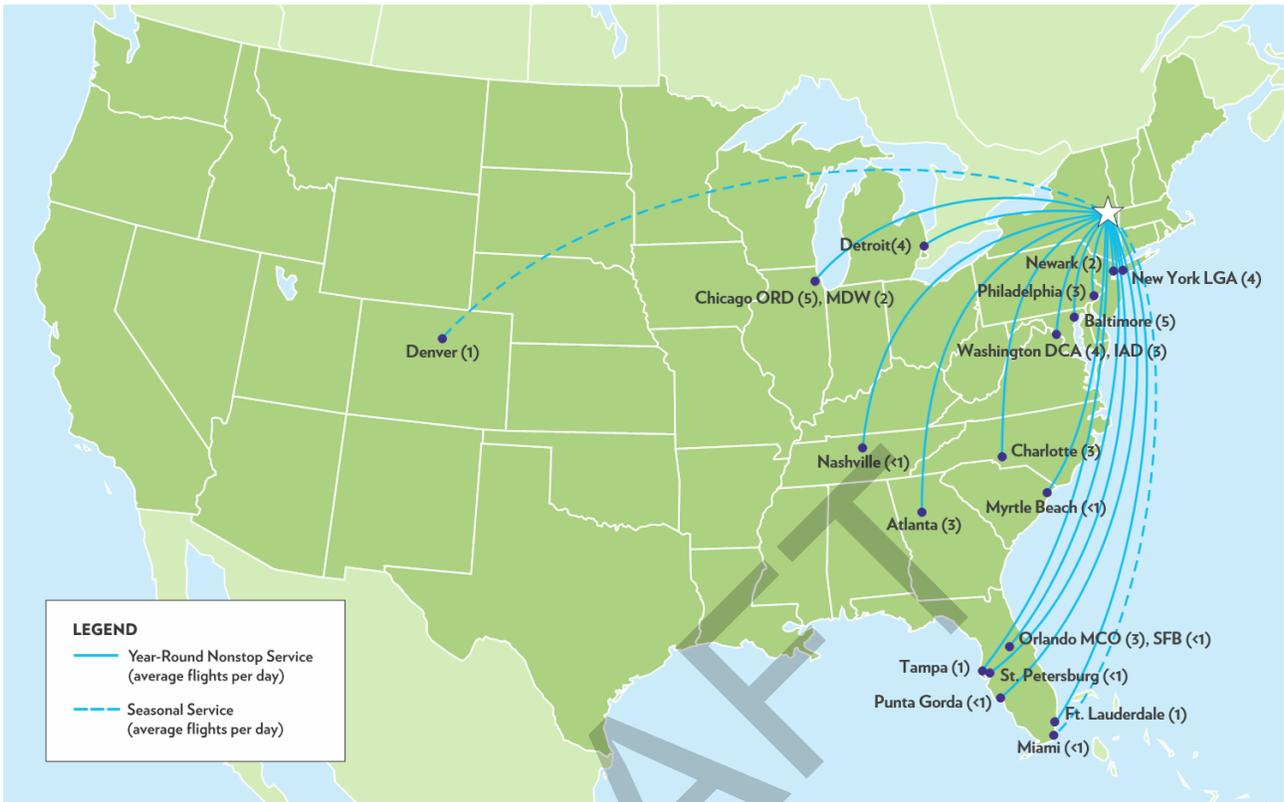 Detroit(4)
Newark (2)
New York LGA (4)
Chicago ORD (5), MDW (2)
Philadelphia (3)
Baltimore (5)
Denver (1)
Washington DCA (4), IAD (3)
Nashville (<1)
Charlotte (3)
Myrtle Beach (<1)
Atlanta (3)
LEGEND
Year-Round Nonstop Service
(average flights per day)
Seasonal Service
(average flights per day)
Orlando MCO (3), SFB (<1)
Tampa (1)
St. Petersburg (<1)
Punta Gorda (<1)
Ft. Lauderdale (1)
Miami (<1)
AFT